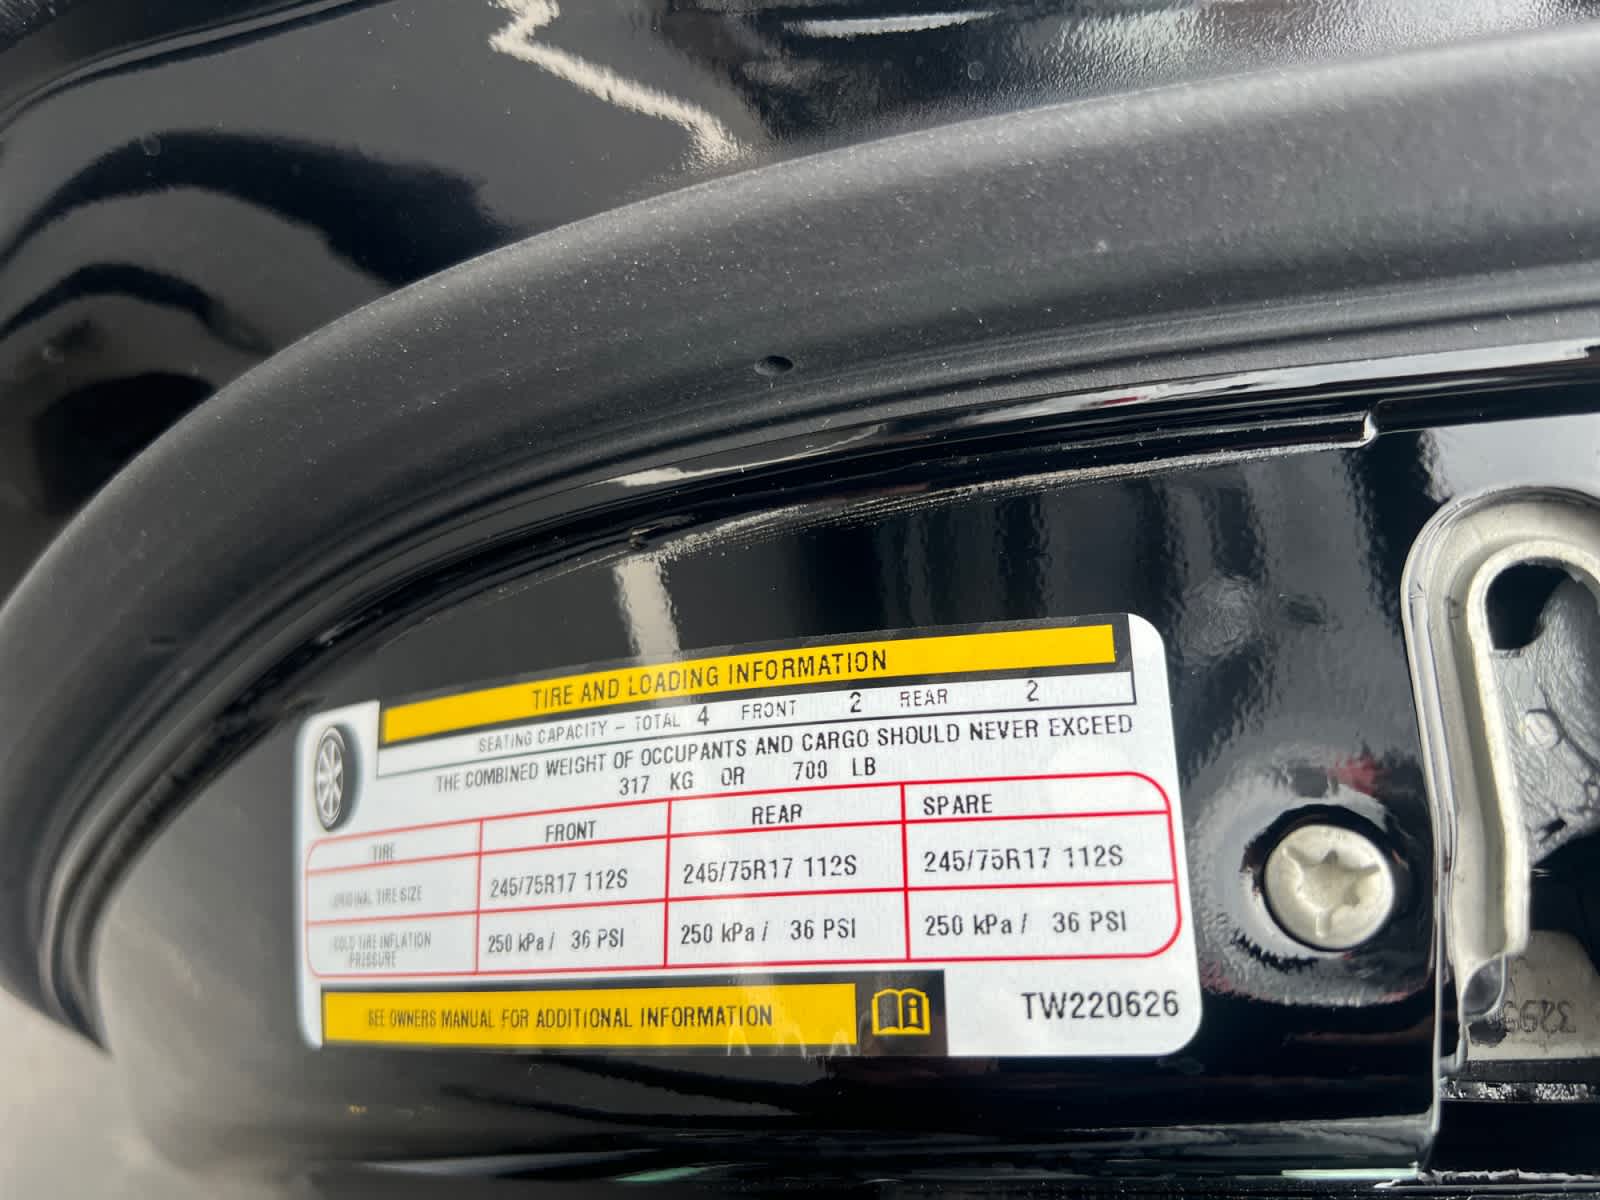 TIRE AND LOADING INFORMATION
SEATING CAPACITY – TOTAL 4 FRONT 2 REAR 2
THE COMBINED WEIGHT OF OCCUPANTS AND CARGO SHOULD NEVER EXCEED
317 KG OR 700 LB
TIRE FRONT REAR SPARE
ORIGINAL TIRE SIZE 245/75R17 112S 245/75R17 112S 245/75R17 112S
COLD TIRE INFLATION PRESSURE 250 kPa / 36 PSI 250 kPa / 36 PSI 250 kPa / 36 PSI
SEE OWNERS MANUAL FOR ADDITIONAL INFORMATION
TW220626